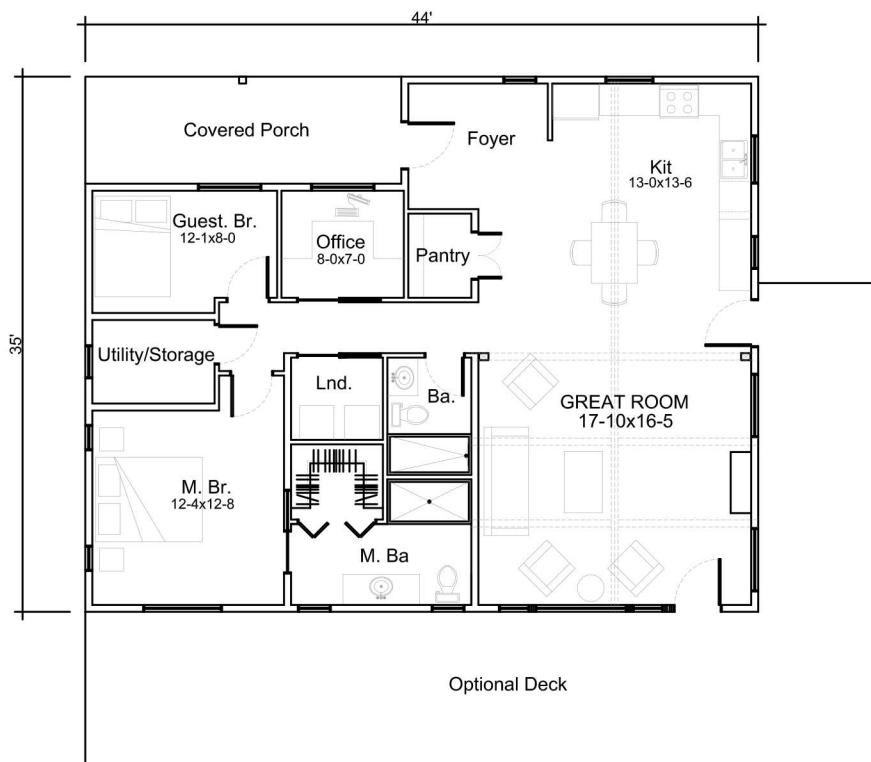 44'
Covered Porch
Foyer
Kit
13-0x13-6
Guest. Br.
12-1x8-0
Office
8-0x7-0
Pantry
35'
Utility/Storage
Lnd.
Ba.
GREAT ROOM
17-10x16-5
M. Br.
12-4x12-8
M. Ba
Optional Deck